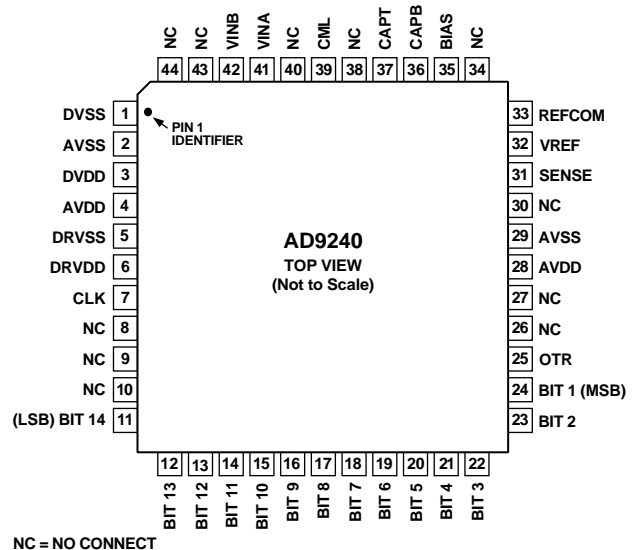 NC NC VINB VINA NC CML NC CAPT CAPB BIAS NC
44 43 42 41 40 39 38 37 36 35 34
DVSS 1
AVSS 2
DVDD 3
AVDD 4
DRVSS 5
DRVDD 6
CLK 7
NC 8
NC 9
NC 10
(LSB) BIT 14 11
PIN 1
IDENTIFIER
AD9240
TOP VIEW
(Not to Scale)
33 REFCOM
32 VREF
31 SENSE
30 NC
29 AVSS
28 AVDD
27 NC
26 NC
25 OTR
24 BIT 1 (MSB)
23 BIT 2
12 13 14 15 16 17 18 19 20 21 22
BIT 13 BIT 12 BIT 11 BIT 10 BIT 9 BIT 8 BIT 7 BIT 6 BIT 5 BIT 4 BIT 3
NC = NO CONNECT